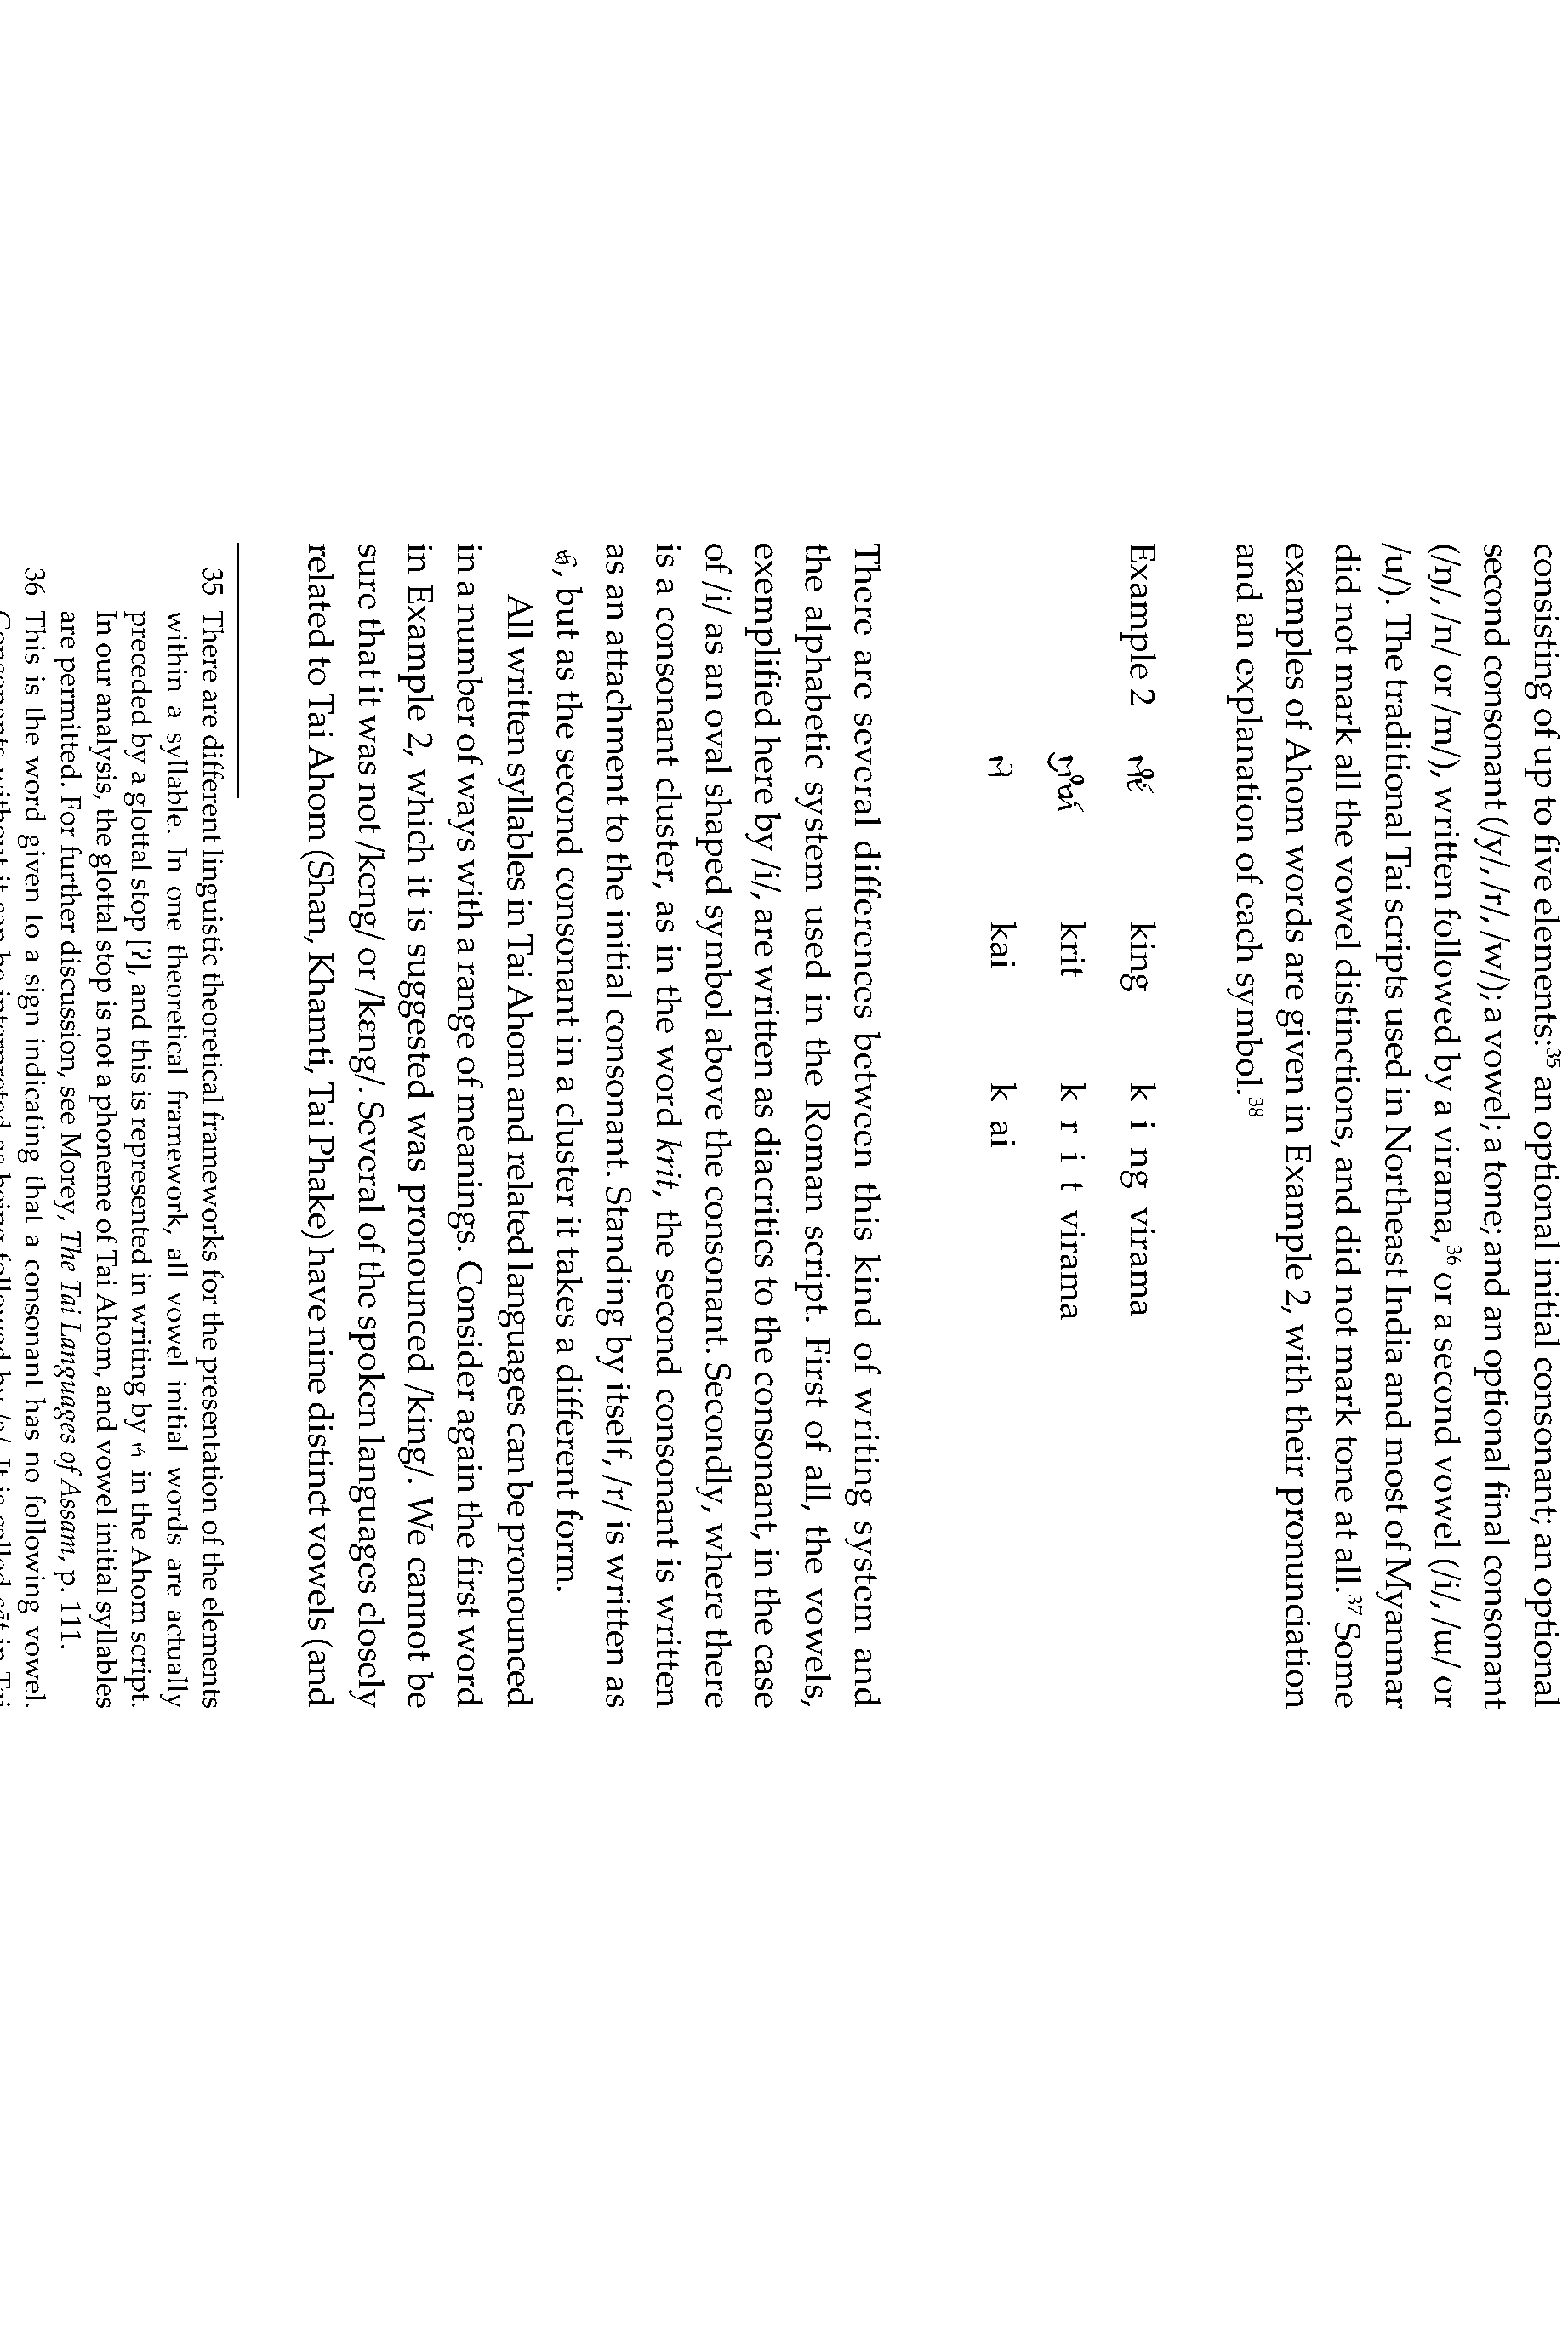 consisting of up to five elements:35 an optional initial consonant; an optional
second consonant (/y/, /r/, /w/); a vowel; a tone; and an optional final consonant
(/ŋ/, /n/ or /m/), written followed by a virama,36 or a second vowel (/i/, /ɯ/ or
/u/). The traditional Tai scripts used in Northeast India and most of Myanmar
did not mark all the vowel distinctions, and did not mark tone at all.37 Some
examples of Ahom words are given in Example 2, with their pronunciation
and an explanation of each symbol.38
Example 2 𑜀𑜢𑜂𑜫 king k i ng virama
𑜀𑜞𑜢𑜄𑜫 krit k r i t virama
𑜀𑜩 kai k ai
There are several differences between this kind of writing system and
the alphabetic system used in the Roman script. First of all, the vowels,
exemplified here by /i/, are written as diacritics to the consonant, in the case
of /i/ as an oval shaped symbol above the consonant. Secondly, where there
is a consonant cluster, as in the word krit, the second consonant is written
as an attachment to the initial consonant. Standing by itself, /r/ is written as
𑜍, but as the second consonant in a cluster it takes a different form.
All written syllables in Tai Ahom and related languages can be pronounced
in a number of ways with a range of meanings. Consider again the first word
in Example 2, which it is suggested was pronounced /king/. We cannot be
sure that it was not /keng/ or /kɛng/. Several of the spoken languages closely
related to Tai Ahom (Shan, Khamti, Tai Phake) have nine distinct vowels (and
35 There are different linguistic theoretical frameworks for the presentation of the elements
within a syllable. In one theoretical framework, all vowel initial words are actually
preceded by a glottal stop [ʔ], and this is represented in writing by 𑜒 in the Ahom script.
In our analysis, the glottal stop is not a phoneme of Tai Ahom, and vowel initial syllables
are permitted. For further discussion, see Morey, The Tai Languages of Assam, p. 111.
36 This is the word given to a sign indicating that a consonant has no following vowel.
Consonants without it can be interpreted as being followed by /a/. It is called sāt in Tai